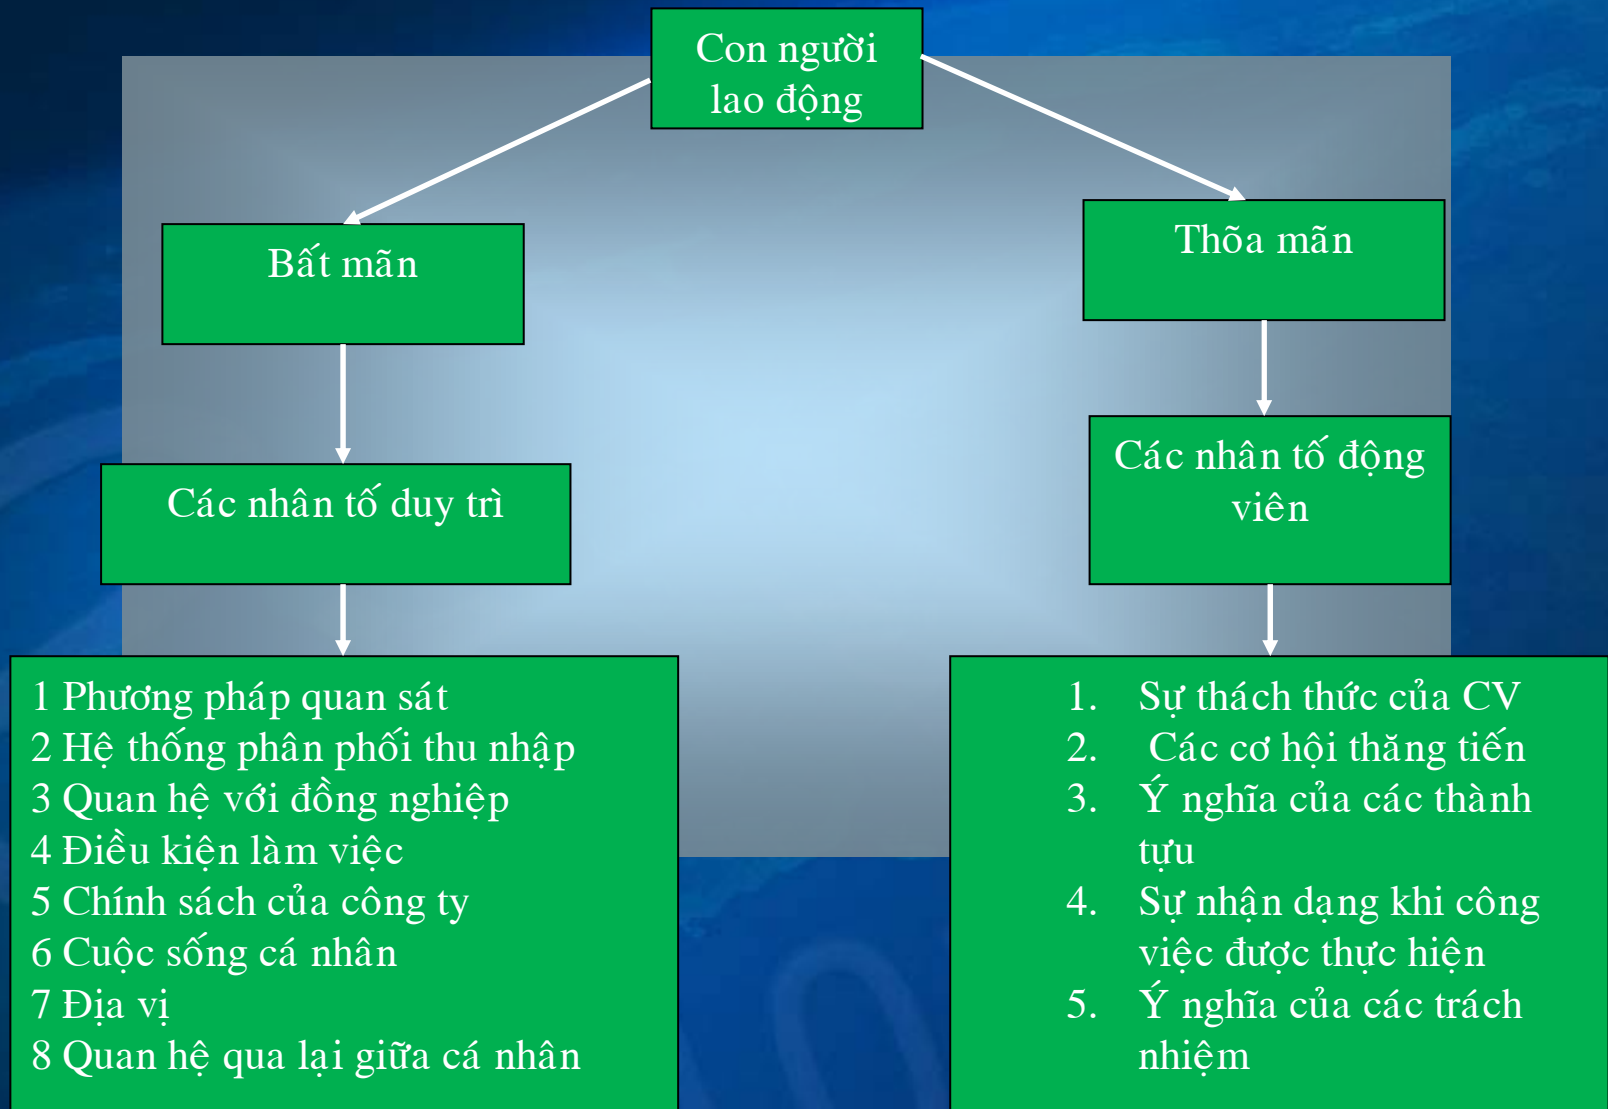 Con người
lao động
Bất mãn
Thõa mãn
Các nhân tố duy trì
Các nhân tố động
viên
1 Phương pháp quan sát
2 Hệ thống phân phối thu nhập
3 Quan hệ với đồng nghiệp
4 Điều kiện làm việc
5 Chính sách của công ty
6 Cuộc sống cá nhân
7 Địa vị
8 Quan hệ qua lại giữa cá nhân
1. Sự thách thức của CV
2. Các cơ hội thăng tiến
3. Ý nghĩa của các thành
tựu
4. Sự nhận dạng khi công
việc được thực hiện
5. Ý nghĩa của các trách
nhiệm